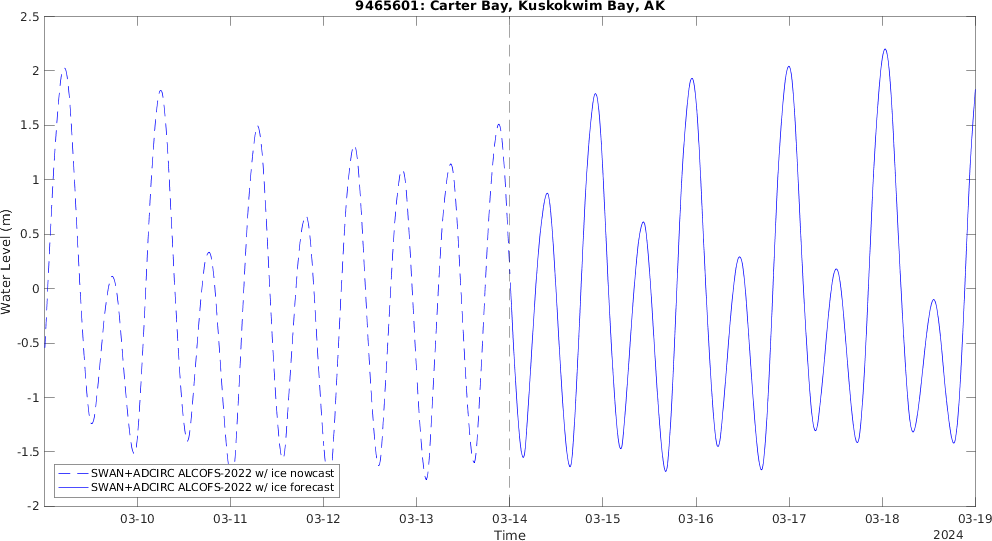 9465601: Carter Bay, Kuskokwim Bay, AK
2.5
2
1.5
1
0.5
0
-0.5
-1
-1.5
-2
Water Level (m)
SWAN+ADCIRC ALCOFS-2022 w/ ice nowcast
SWAN+ADCIRC ALCOFS-2022 w/ ice forecast
03-10 03-11 03-12 03-13 03-14 03-15 03-16 03-17 03-18 03-19
Time
2024